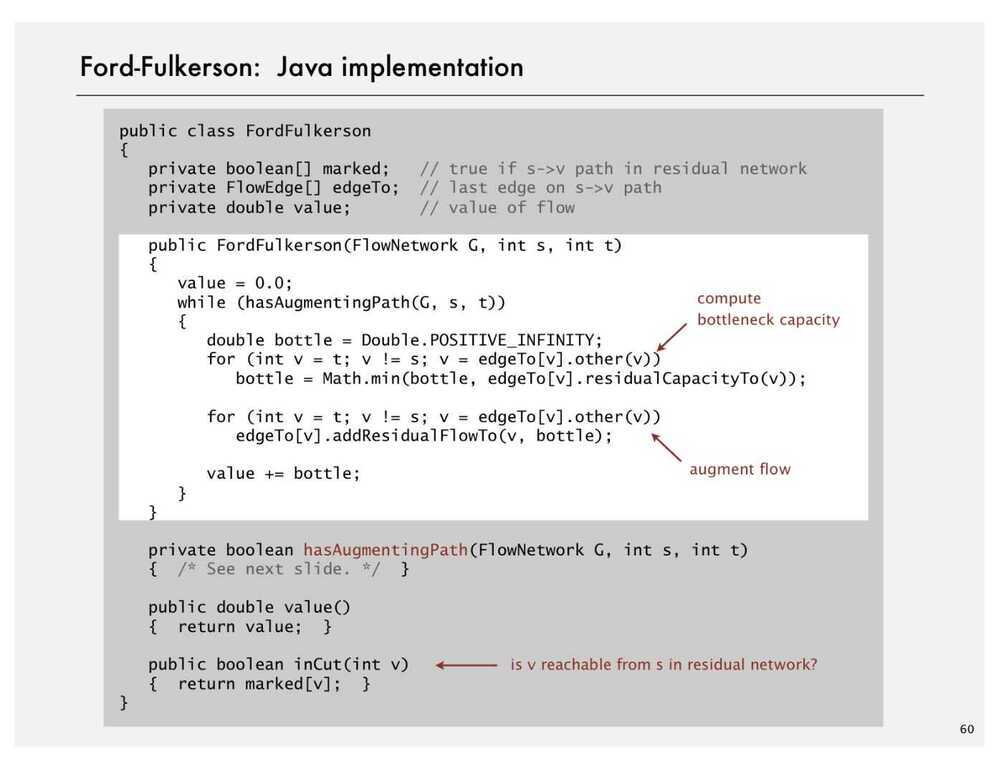 Ford-Fulkerson: Java implementation
public class FordFulkerson
{
private boolean[] marked; // true if s->v path in residual network
private FlowEdge[] edgeTo; // last edge on s->v path
private double value; // value of flow
public FordFulkerson(FlowNetwork G, int s, int t)
{
value = 0.0;
while (hasAugmentingPath(G, s, t))
{
compute
bottleneck capacity
double bottle = Double.POSITIVE_INFINITY;
for (int v = t; v != s; v = edgeTo[v].other(v))
bottle = Math.min(bottle, edgeTo[v].residualCapacityTo(v));
for (int v = t; v != s; v = edgeTo[v].other(v))
edgeTo[v].addResidualFlowTo(v, bottle);
augment flow
value += bottle;
}
}
private boolean hasAugmentingPath(FlowNetwork G, int s, int t)
{ /* See next slide. */ }
public double value()
{ return value; }
public boolean inCut(int v)
is v reachable from s in residual network?
{ return marked[v]; }
}
60